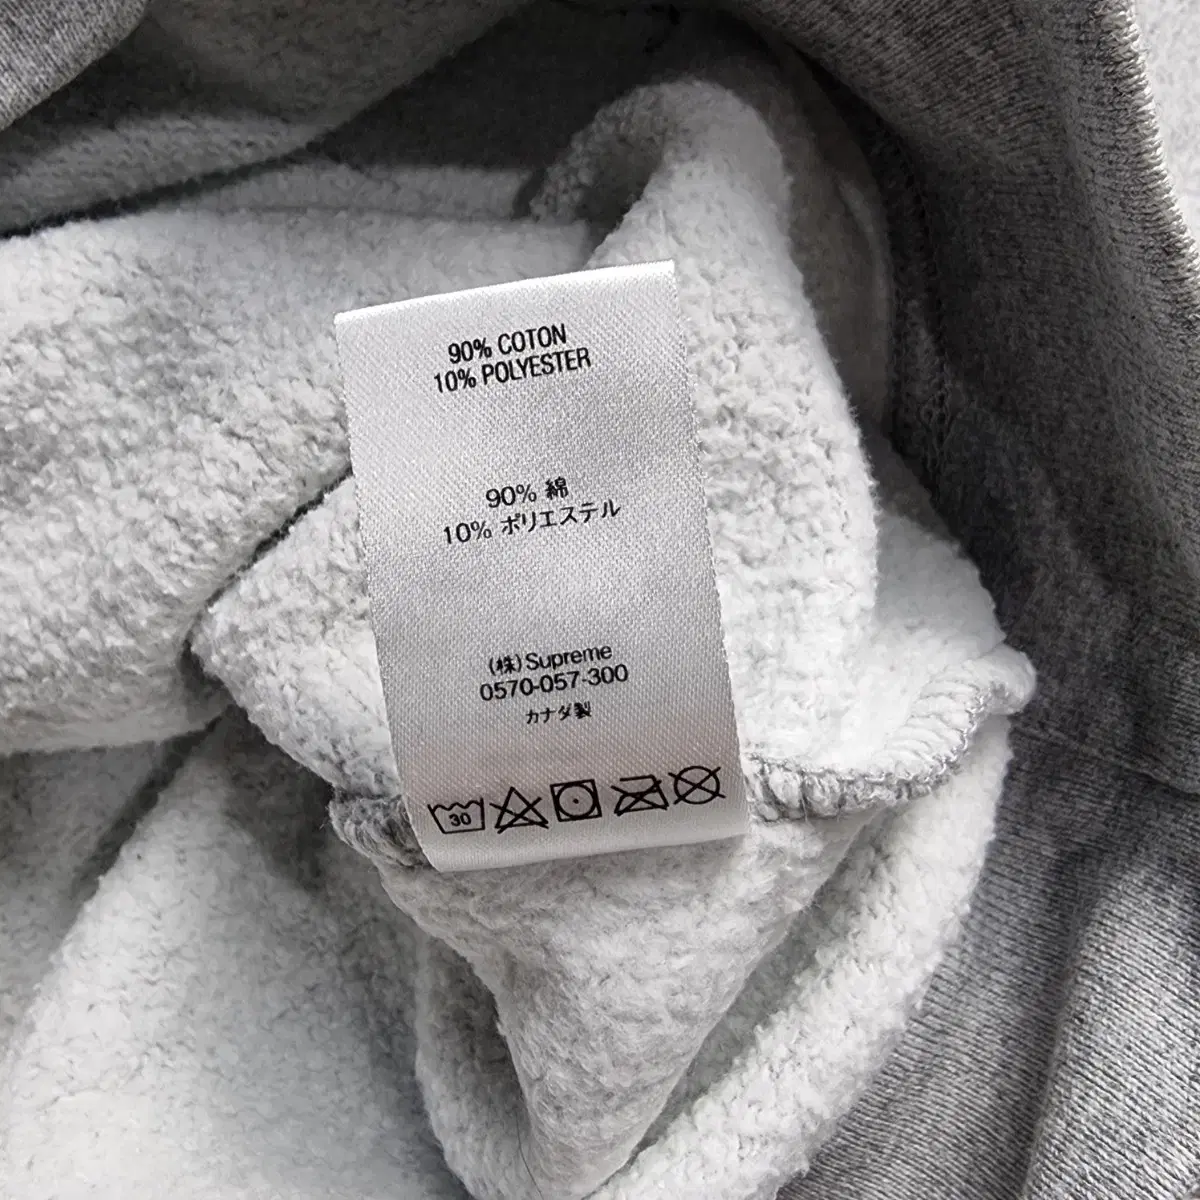 90% COTON
10% POLYESTER
90% 綿
10% ポリエステル
(株)Supreme
0570-057-300
カナダ製
30